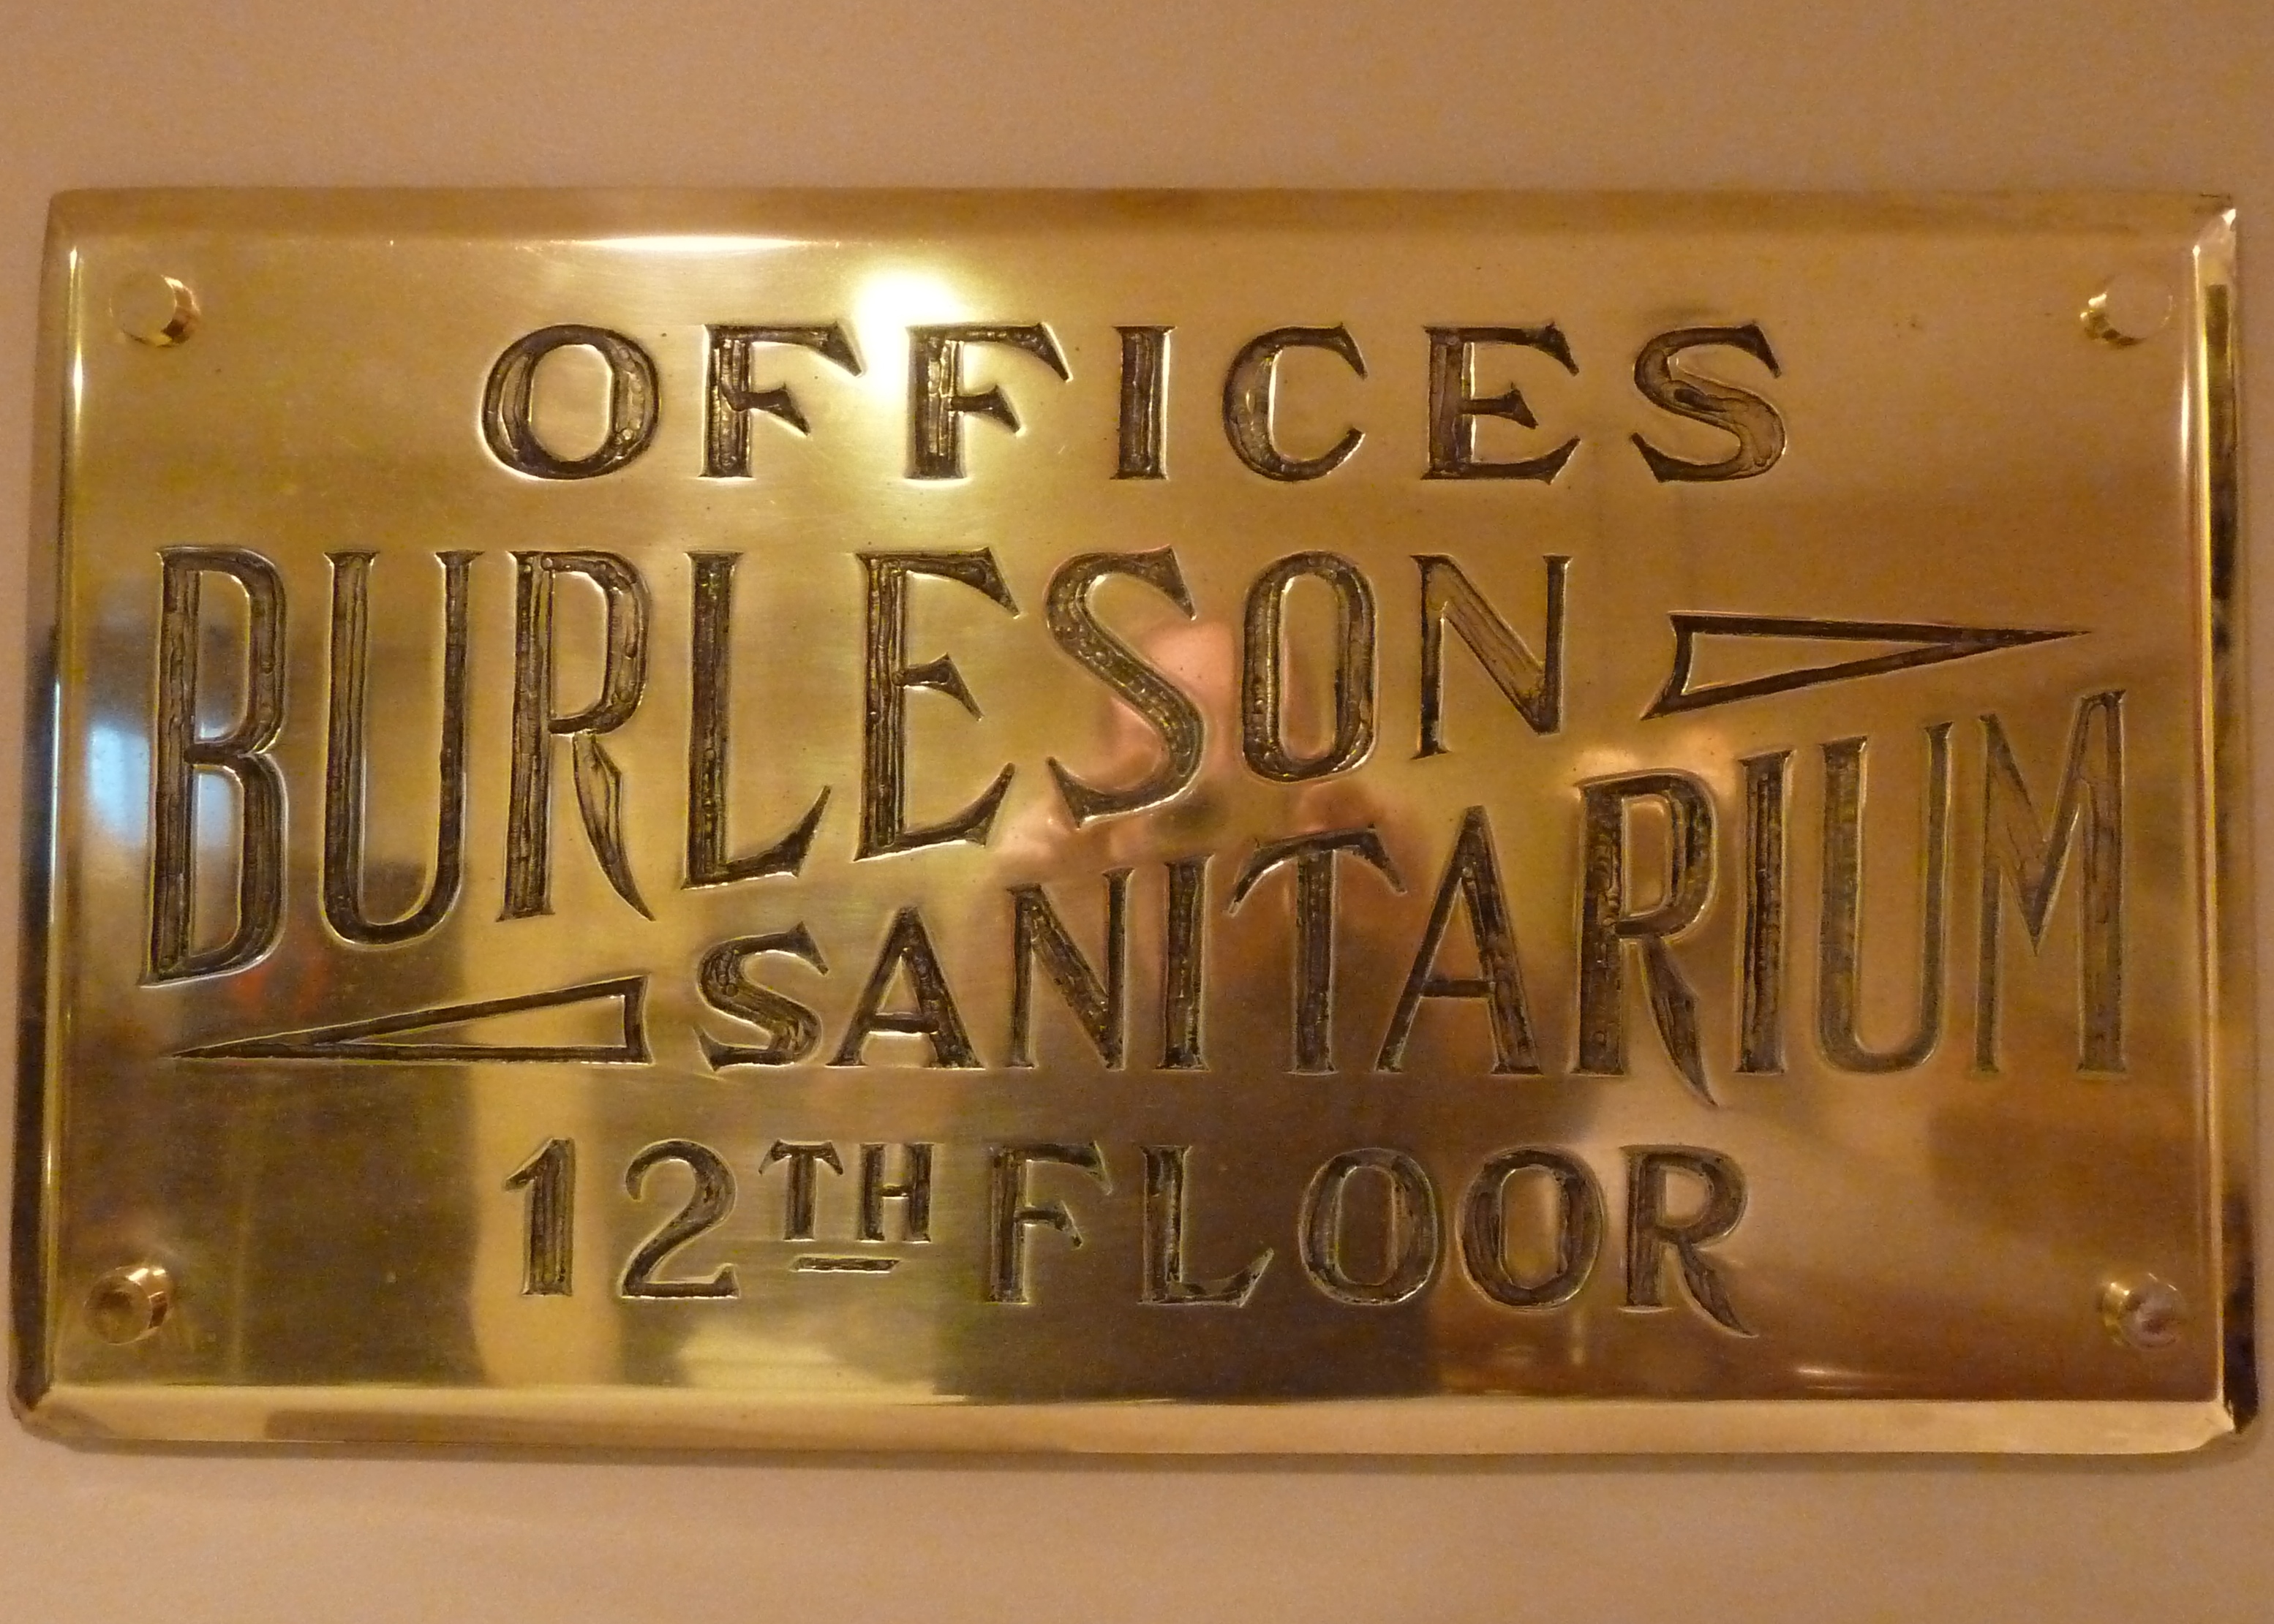 OFFICES
BURLESON
SANITARIUM
12TH FLOOR